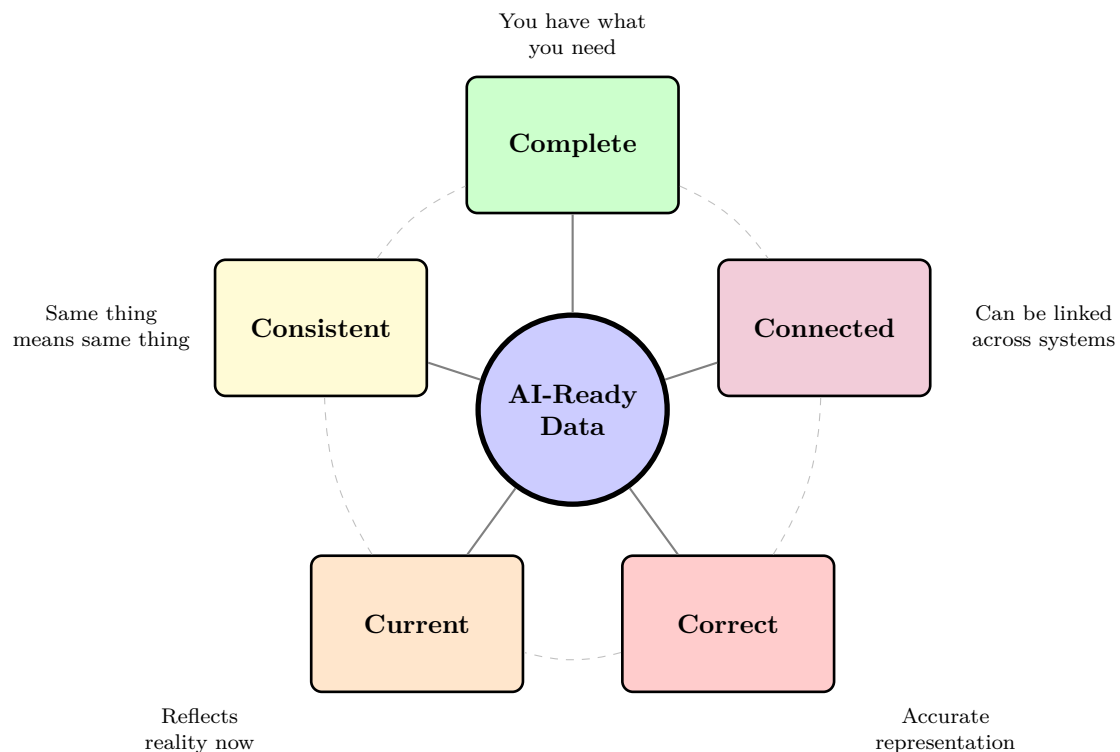 You have what
you need
Complete
Same thing
means same thing
Consistent
Connected
Can be linked
across systems
AI-Ready
Data
Current
Correct
Reflects
reality now
Accurate
representation